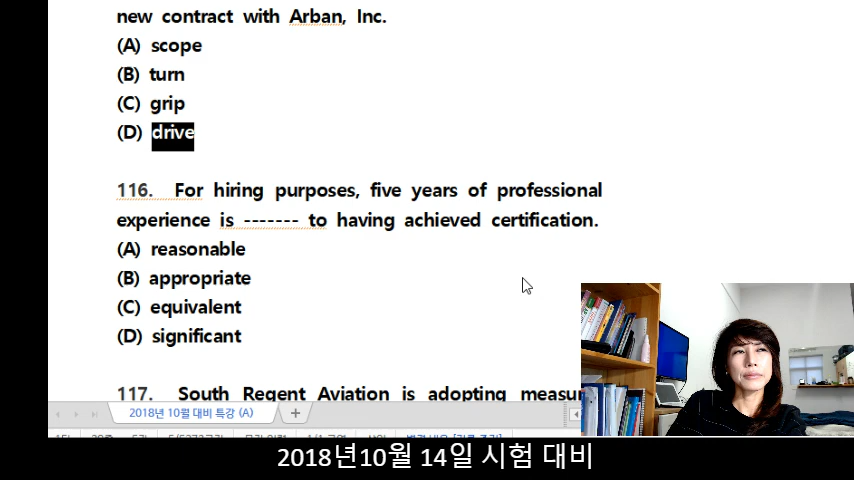 new contract with Arban, Inc.
(A) scope
(B) turn
(C) grip
(D) drive
116. For hiring purposes, five years of professional
experience is ------- to having achieved certification.
(A) reasonable
(B) appropriate
(C) equivalent
(D) significant
117. South Regent Aviation is adopting
2018년 10월 대비 특강 (A)
2018년10월 14일 시험 대비